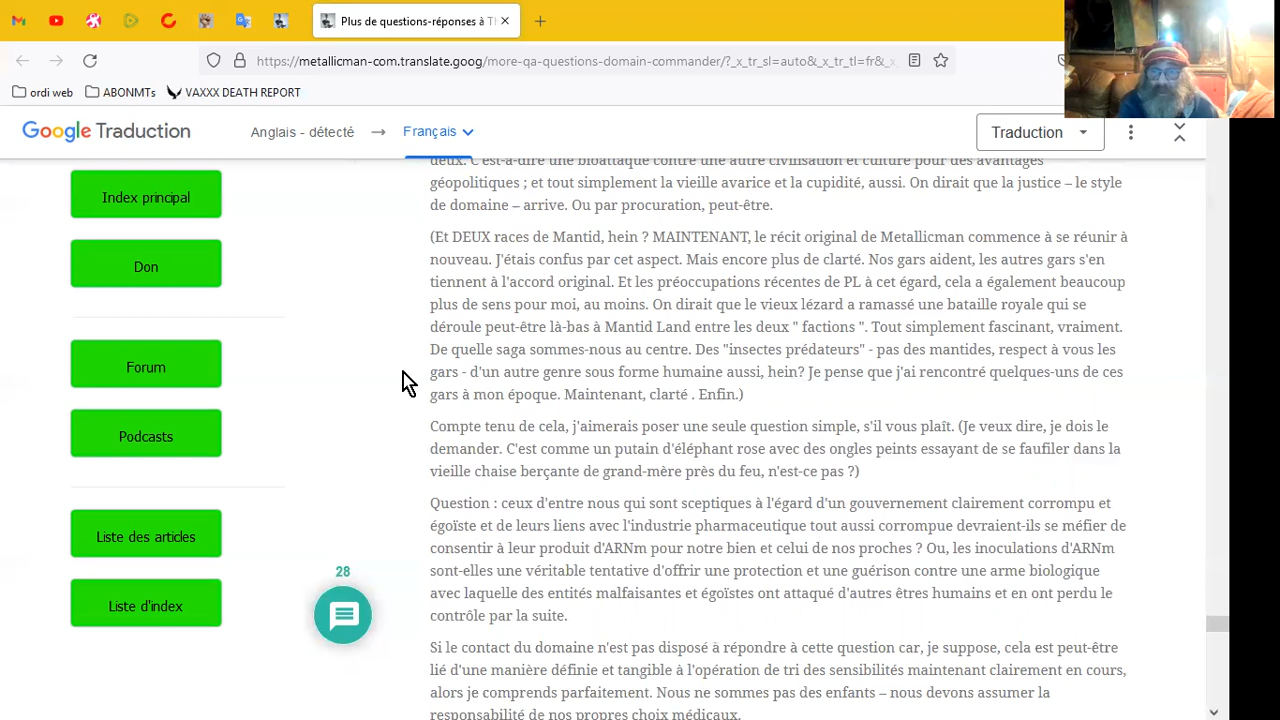 Plus de questions-réponses à Th
https://metallicman-com.translate.goog/more-qa-questions-domain-commander/?_x_tr_sl=auto&_x_tr_tl=fr&_x_
ordi web
ABONMTs
VAXXX DEATH REPORT
Google Traduction
Anglais - détecté
Français
Traduction
Index principal
Don
Forum
Podcasts
Liste des articles
Liste d'index
28
deux. C'est-à-dire une bioattaque contre une autre civilisation et culture pour des avantages
géopolitiques ; et tout simplement la vieille avarice et la cupidité, aussi. On dirait que la justice – le style
de domaine – arrive. Ou par procuration, peut-être.
(Et DEUX races de Mantid, hein ? MAINTENANT, le récit original de Metallicman commence à se réunir à
nouveau. J'étais confus par cet aspect. Mais encore plus de clarté. Nos gars aident, les autres gars s'en
tiennent à l'accord original. Et les préoccupations récentes de PL à cet égard, cela a également beaucoup
plus de sens pour moi, au moins. On dirait que le vieux lézard a ramassé une bataille royale qui se
déroule peut-être là-bas à Mantid Land entre les deux " factions ". Tout simplement fascinant, vraiment.
De quelle saga sommes-nous au centre. Des "insectes prédateurs" - pas des mantides, respect à vous les
gars - d'un autre genre sous forme humaine aussi, hein? Je pense que j'ai rencontré quelques-uns de ces
gars à mon époque. Maintenant, clarté . Enfin.)
Compte tenu de cela, j'aimerais poser une seule question simple, s'il vous plaît. (Je veux dire, je dois le
demander. C'est comme un putain d'éléphant rose avec des ongles peints essayant de se faufiler dans la
vieille chaise berçante de grand-mère près du feu, n'est-ce pas ?)
Question : ceux d'entre nous qui sont sceptiques à l'égard d'un gouvernement clairement corrompu et
égoïste et de leurs liens avec l'industrie pharmaceutique tout aussi corrompue devraient-ils se méfier de
consentir à leur produit d'ARNm pour notre bien et celui de nos proches ? Ou, les inoculations d'ARNm
sont-elles une véritable tentative d'offrir une protection et une guérison contre une arme biologique
avec laquelle des entités malfaisantes et égoïstes ont attaqué d'autres êtres humains et en ont perdu le
contrôle par la suite.
Si le contact du domaine n'est pas disposé à répondre à cette question car, je suppose, cela est peut-être
lié d'une manière définie et tangible à l'opération de tri des sensibilités maintenant clairement en cours,
alors je comprends parfaitement. Nous ne sommes pas des enfants – nous devons assumer la
responsabilité de nos propres choix médicaux.